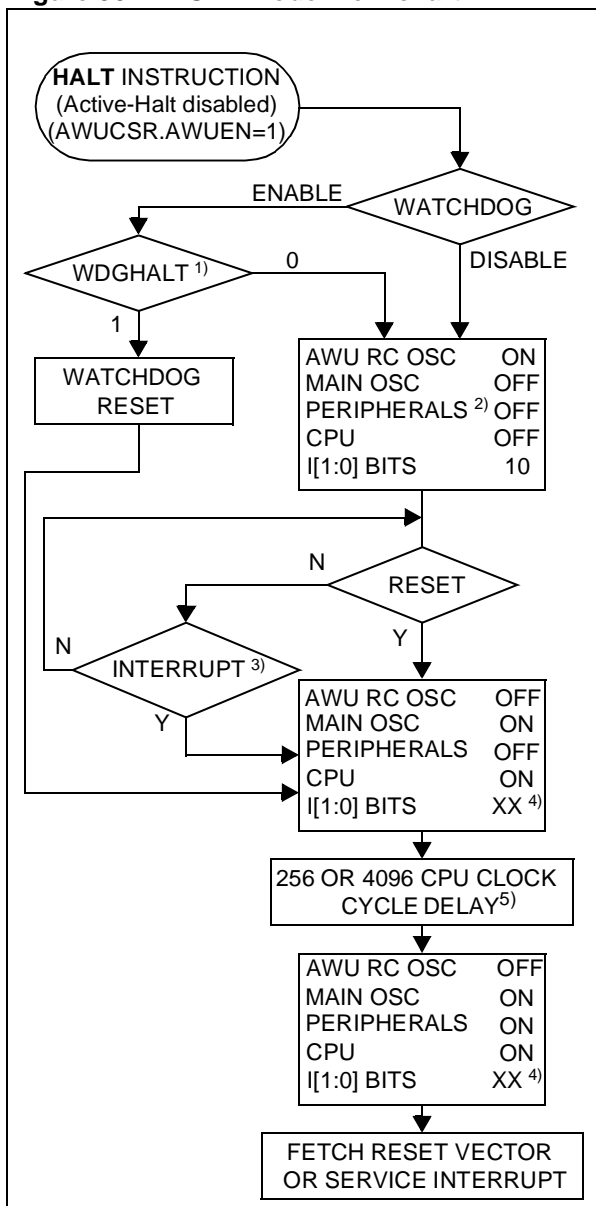 HALT INSTRUCTION
(Active-Halt disabled)
(AWUCSR.AWUEN=1)
ENABLE
WATCHDOG
WDGHALT 1)
0
DISABLE
1
WATCHDOG
RESET
AWU RC OSC ON
MAIN OSC OFF
PERIPHERALS 2) OFF
CPU OFF
I[1:0] BITS 10
N
RESET
N
INTERRUPT 3)
Y
Y
AWU RC OSC OFF
MAIN OSC ON
PERIPHERALS OFF
CPU ON
I[1:0] BITS XX 4)
256 OR 4096 CPU CLOCK
CYCLE DELAY5)
AWU RC OSC OFF
MAIN OSC ON
PERIPHERALS ON
CPU ON
I[1:0] BITS XX 4)
FETCH RESET VECTOR
OR SERVICE INTERRUPT